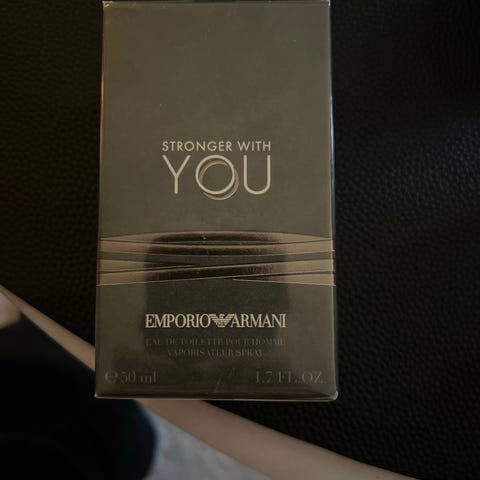 STRONGER WITH
YOU
EMPORIO ARMANI
EAU DE TOILETTE POUR HOMME
VAPORISATEUR SPRAY
℮ 50 ml 1.7 FL.OZ.